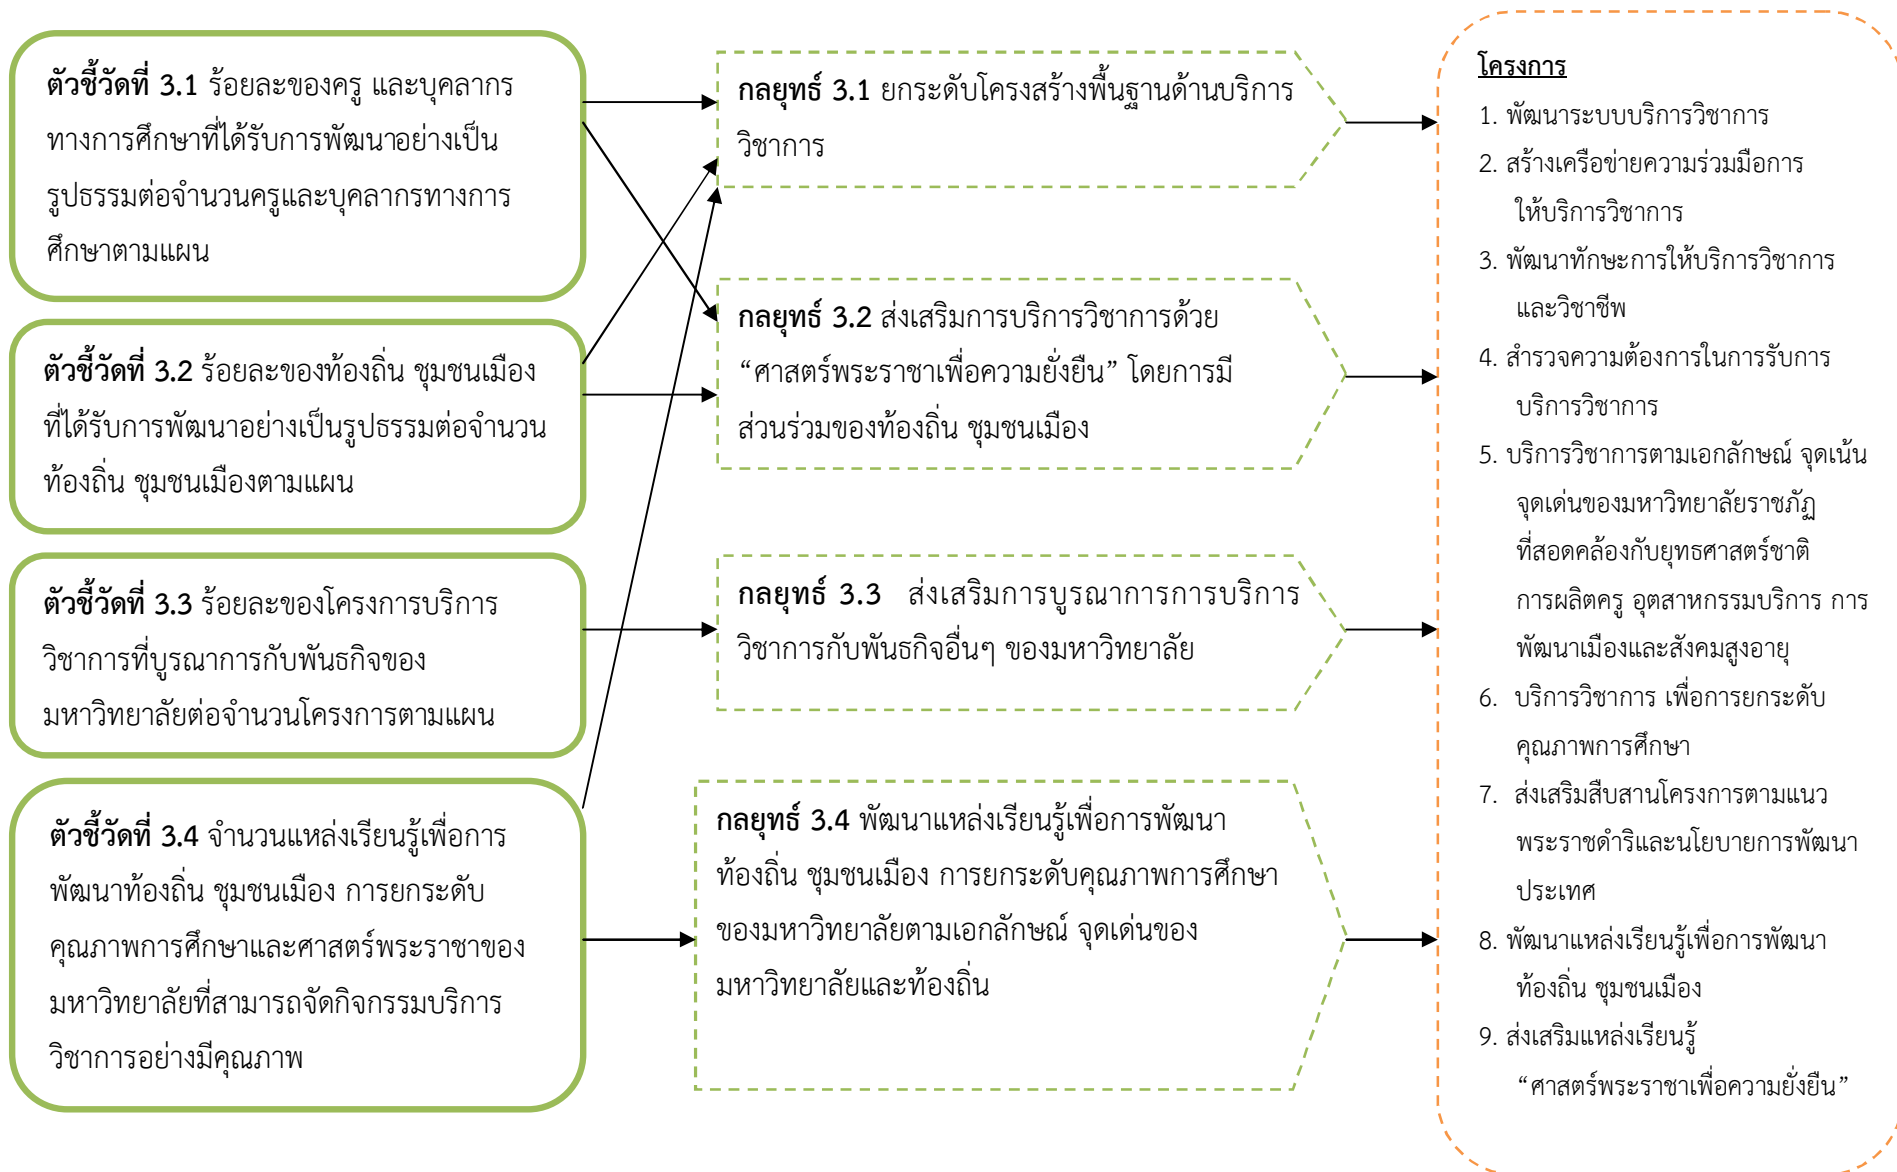 ตัวชี้วัดที่ 3.1 ร้อยละของครู และบุคลากร
ทางการศึกษาที่ได้รับการพัฒนาอย่างเป็น
รูปธรรมต่อจำนวนครูและบุคลากรทางการ
ศึกษาตามแผน
ตัวชี้วัดที่ 3.2 ร้อยละของท้องถิ่น ชุมชนเมือง
ที่ได้รับการพัฒนาอย่างเป็นรูปธรรมต่อจำนวน
ท้องถิ่น ชุมชนเมืองตามแผน
ตัวชี้วัดที่ 3.3 ร้อยละของโครงการบริการ
วิชาการที่บูรณาการกับพันธกิจของ
มหาวิทยาลัยต่อจำนวนโครงการตามแผน
ตัวชี้วัดที่ 3.4 จำนวนแหล่งเรียนรู้เพื่อการ
พัฒนาท้องถิ่น ชุมชนเมือง การยกระดับ
คุณภาพการศึกษาและศาสตร์พระราชาของ
มหาวิทยาลัยที่สามารถจัดกิจกรรมบริการ
วิชาการอย่างมีคุณภาพ
กลยุทธ์ 3.1 ยกระดับโครงสร้างพื้นฐานด้านบริการ
วิชาการ
กลยุทธ์ 3.2 ส่งเสริมการบริการวิชาการด้วย
“ศาสตร์พระราชาเพื่อความยั่งยืน” โดยการมี
ส่วนร่วมของท้องถิ่น ชุมชนเมือง
กลยุทธ์ 3.3 ส่งเสริมการบูรณาการการบริการ
วิชาการกับพันธกิจอื่นๆ ของมหาวิทยาลัย
กลยุทธ์ 3.4 พัฒนาแหล่งเรียนรู้เพื่อการพัฒนา
ท้องถิ่น ชุมชนเมือง การยกระดับคุณภาพการศึกษา
ของมหาวิทยาลัยตามเอกลักษณ์ จุดเด่นของ
มหาวิทยาลัยและท้องถิ่น
โครงการ
1. พัฒนาระบบบริการวิชาการ
2. สร้างเครือข่ายความร่วมมือการ
ให้บริการวิชาการ
3. พัฒนาทักษะการให้บริการวิชาการ
และวิชาชีพ
4. สำรวจความต้องการในการรับการ
บริการวิชาการ
5. บริการวิชาการตามเอกลักษณ์ จุดเน้น
จุดเด่นของมหาวิทยาลัยราชภัฏ
ที่สอดคล้องกับยุทธศาสตร์ชาติ
การผลิตครู อุตสาหกรรมบริการ การ
พัฒนาเมืองและสังคมสูงอายุ
6. บริการวิชาการ เพื่อการยกระดับ
คุณภาพการศึกษา
7. ส่งเสริมสืบสานโครงการตามแนว
พระราชดำริและนโยบายการพัฒนา
ประเทศ
8. พัฒนาแหล่งเรียนรู้เพื่อการพัฒนา
ท้องถิ่น ชุมชนเมือง
9. ส่งเสริมแหล่งเรียนรู้
“ศาสตร์พระราชาเพื่อความยั่งยืน”